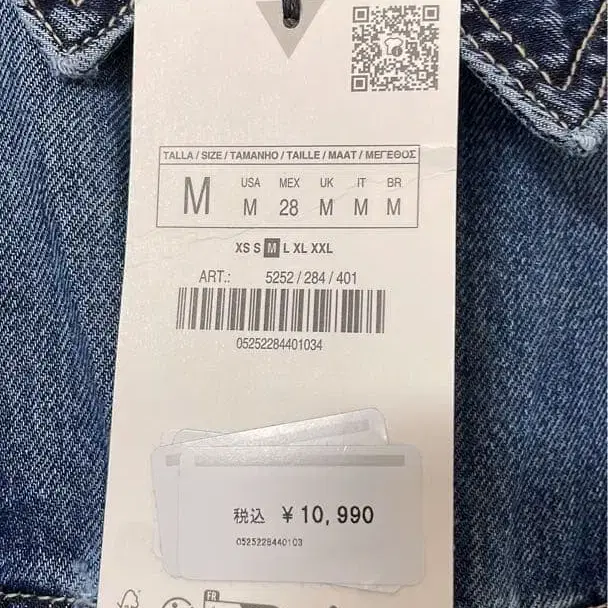 TALLA / SIZE / TAMANHO / TAILLE / MAAT / ΜΕΓΕΘΟΣ
M
USA MEX UK IT BR
M 28 M M M
XS S M L XL XXL
ART.: 5252 / 284 / 401
05252284401034
税込 ¥10,990
0525228440103
FR